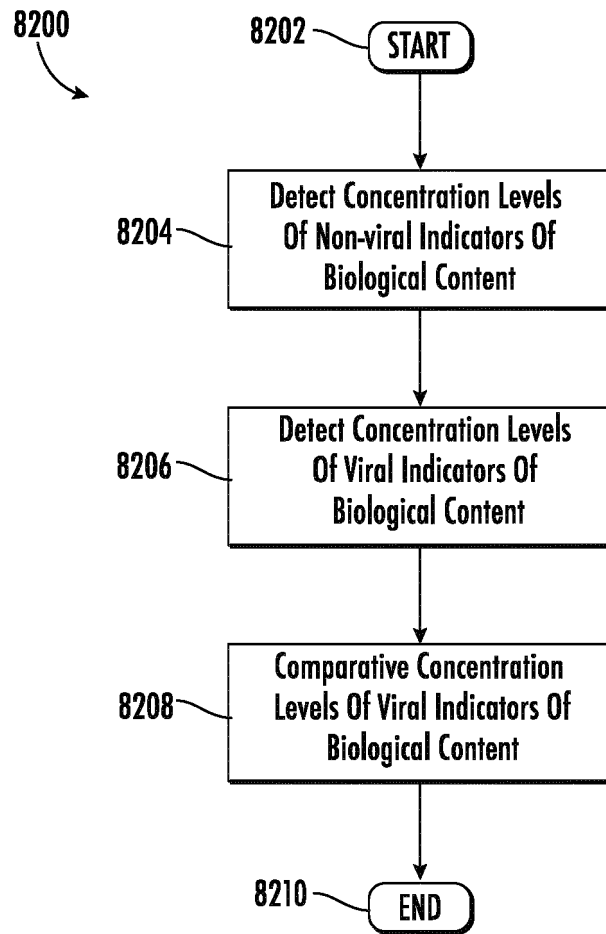 8200
8202
START
8204
Detect Concentration Levels
Of Non-viral Indicators Of
Biological Content
8206
Detect Concentration Levels
Of Viral Indicators Of
Biological Content
8208
Comparative Concentration
Levels Of Viral Indicators Of
Biological Content
8210
END